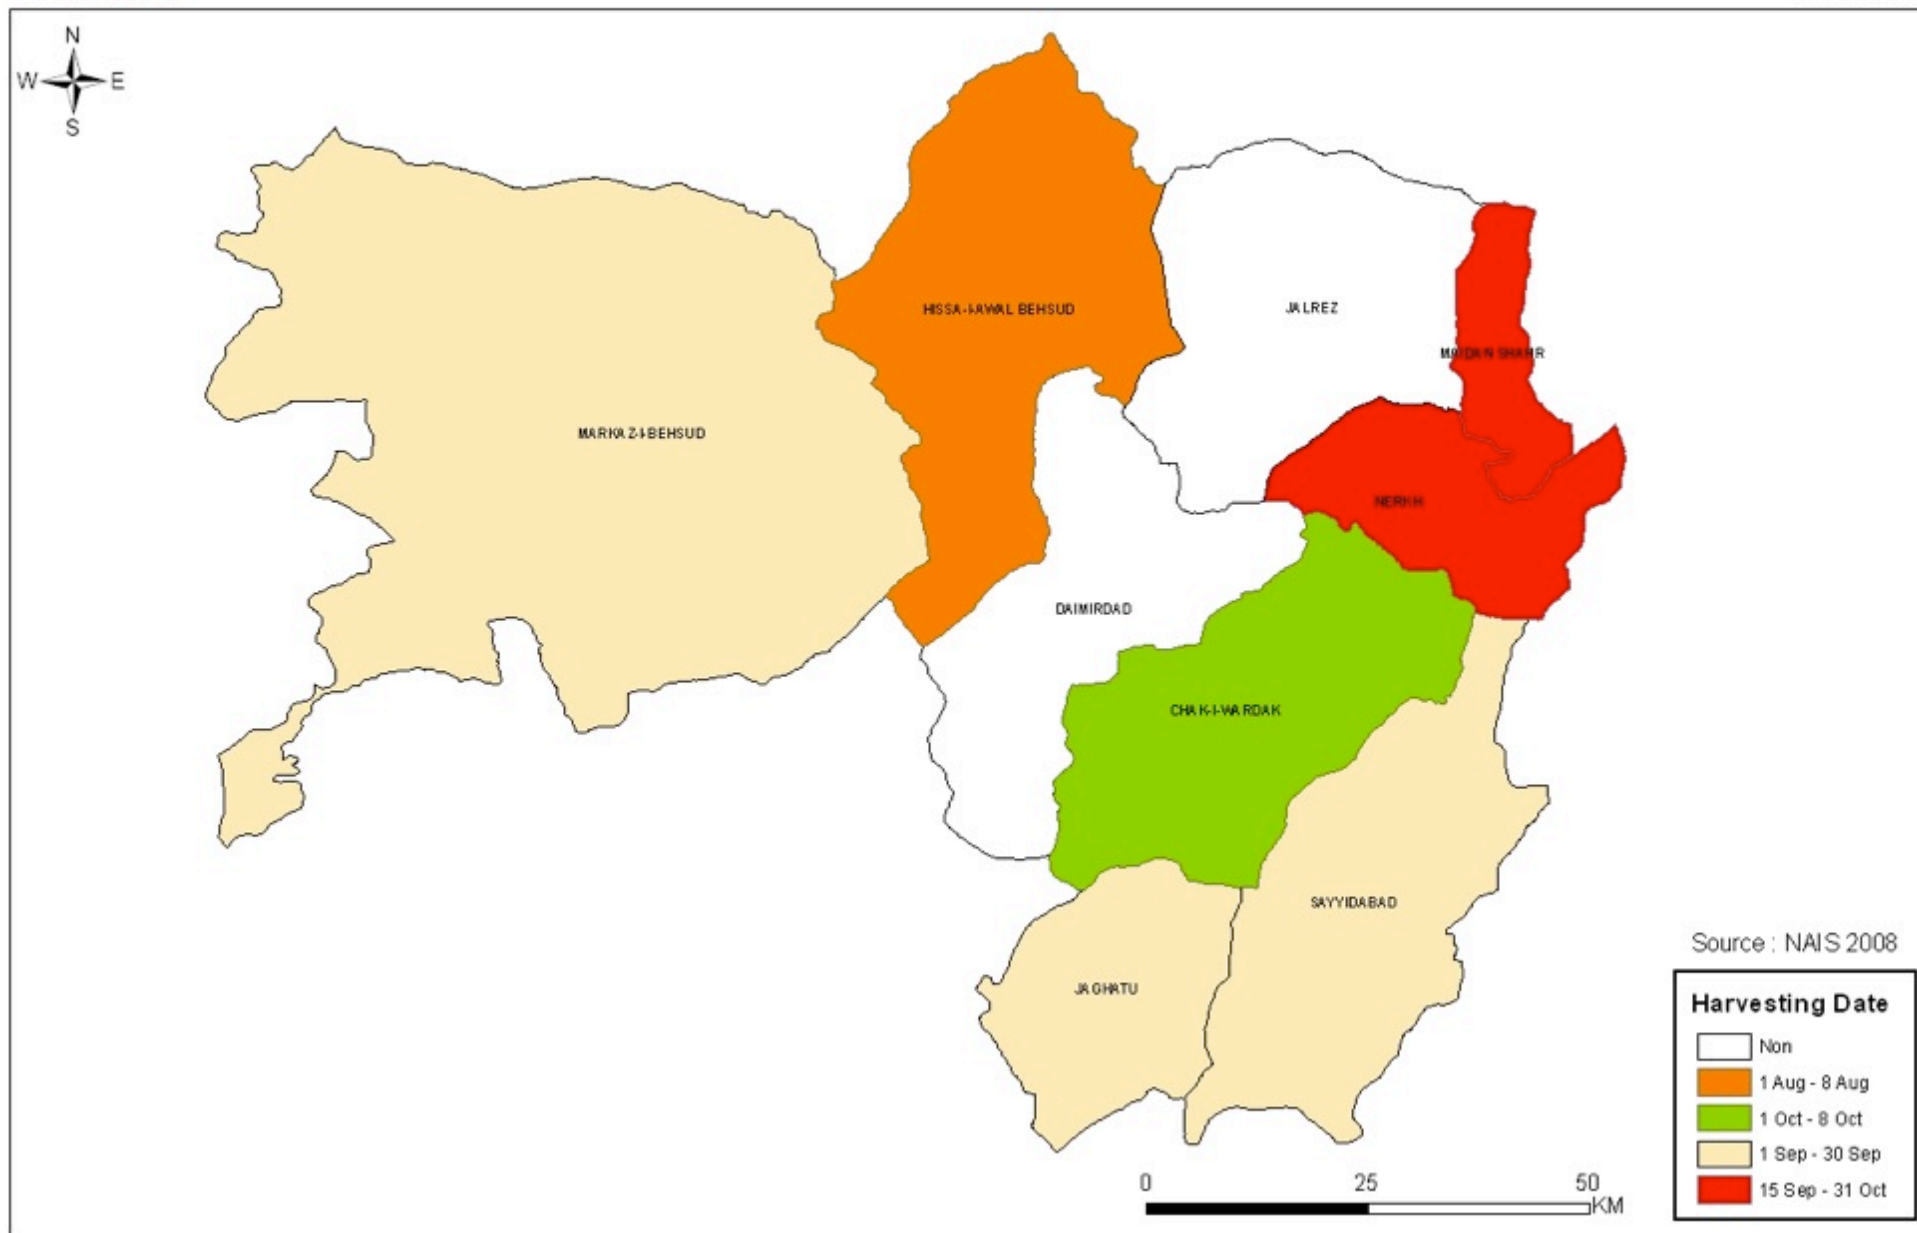 N
W E
S
HISSA-I-AWAL BEHSUD
JALREZ
MAIDAN SHAHR
MARKAZ-I-BEHSUD
NERKH
DAIMIRDAD
CHAK-I-WARDAK
SAYYIDABAD
JAGHATU
Source : NAIS 2008
Harvesting Date
Non
1 Aug - 8 Aug
1 Oct - 8 Oct
1 Sep - 30 Sep
15 Sep - 31 Oct
0 25 50
KM